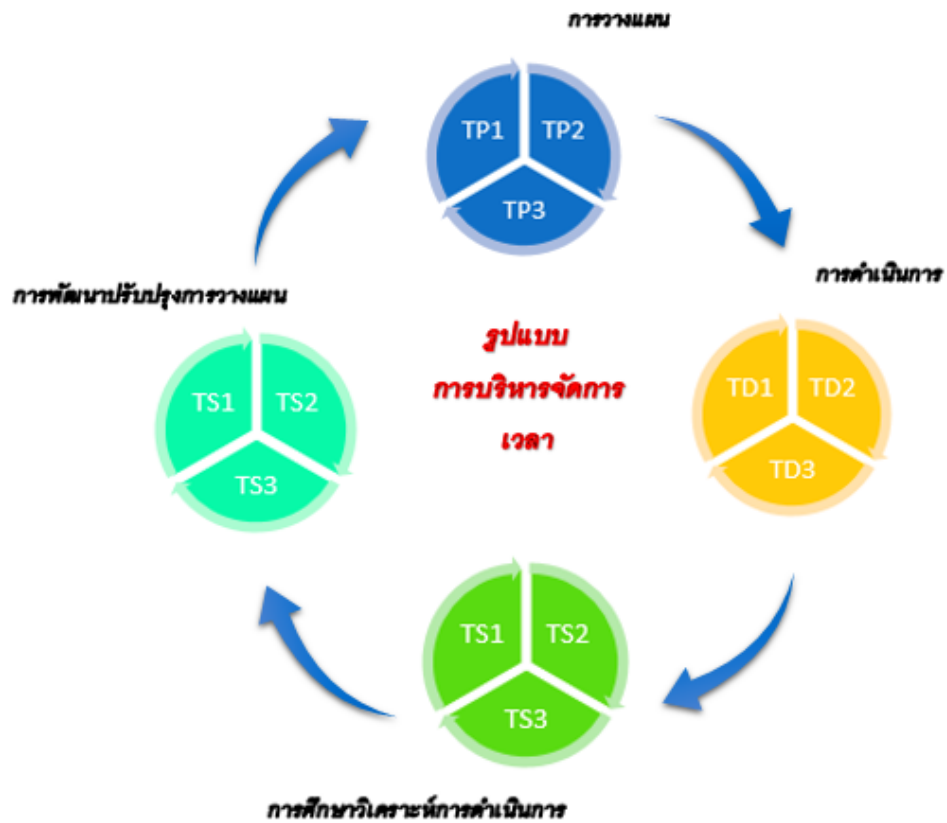 การวางแผน
TP1 TP2
TP3
การดำเนินการ
การพัฒนาปรับปรุงการวางแผน
รูปแบบ
การบริหารจัดการ
เวลา
TD1 TD2
TD3
TS1 TS2
TS3
TS1 TS2
TS3
การศึกษาวิเคราะห์การดำเนินการ